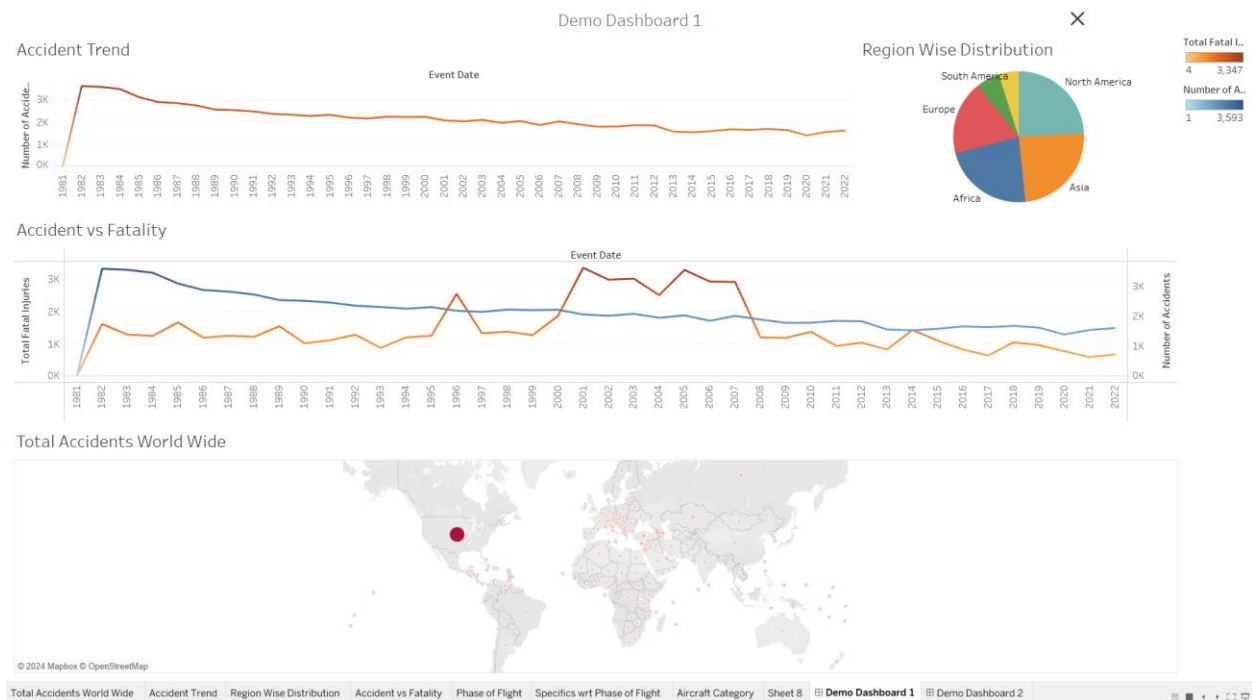 Demo Dashboard 1
Accident Trend
Event Date
Number of Accide..
3K
2K
1K
0K
1981 1982 1983 1984 1985 1986 1987 1988 1989 1990 1991 1992 1993 1994 1995 1996 1997 1998 1999 2000 2001 2002 2003 2004 2005 2006 2007 2008 2009 2010 2011 2012 2013 2014 2015 2016 2017 2018 2019 2020 2021 2022
Region Wise Distribution
South America
North America
Europe
Asia
Africa
Total Fatal I..
4 3,347
Number of A..
1 3,593
Accident vs Fatality
Event Date
Total Fatal Injuries
3K
2K
1K
0K
Number of Accidents
3K
2K
1K
0K
1981 1982 1983 1984 1985 1986 1987 1988 1989 1990 1991 1992 1993 1994 1995 1996 1997 1998 1999 2000 2001 2002 2003 2004 2005 2006 2007 2008 2009 2010 2011 2012 2013 2014 2015 2016 2017 2018 2019 2020 2021 2022
Total Accidents World Wide
© 2024 Mapbox © OpenStreetMap
Total Accidents World Wide Accident Trend Region Wise Distribution Accident vs Fatality Phase of Flight Specifics wrt Phase of Flight Aircraft Category Sheet 8 Demo Dashboard 1 Demo Dashboard 2